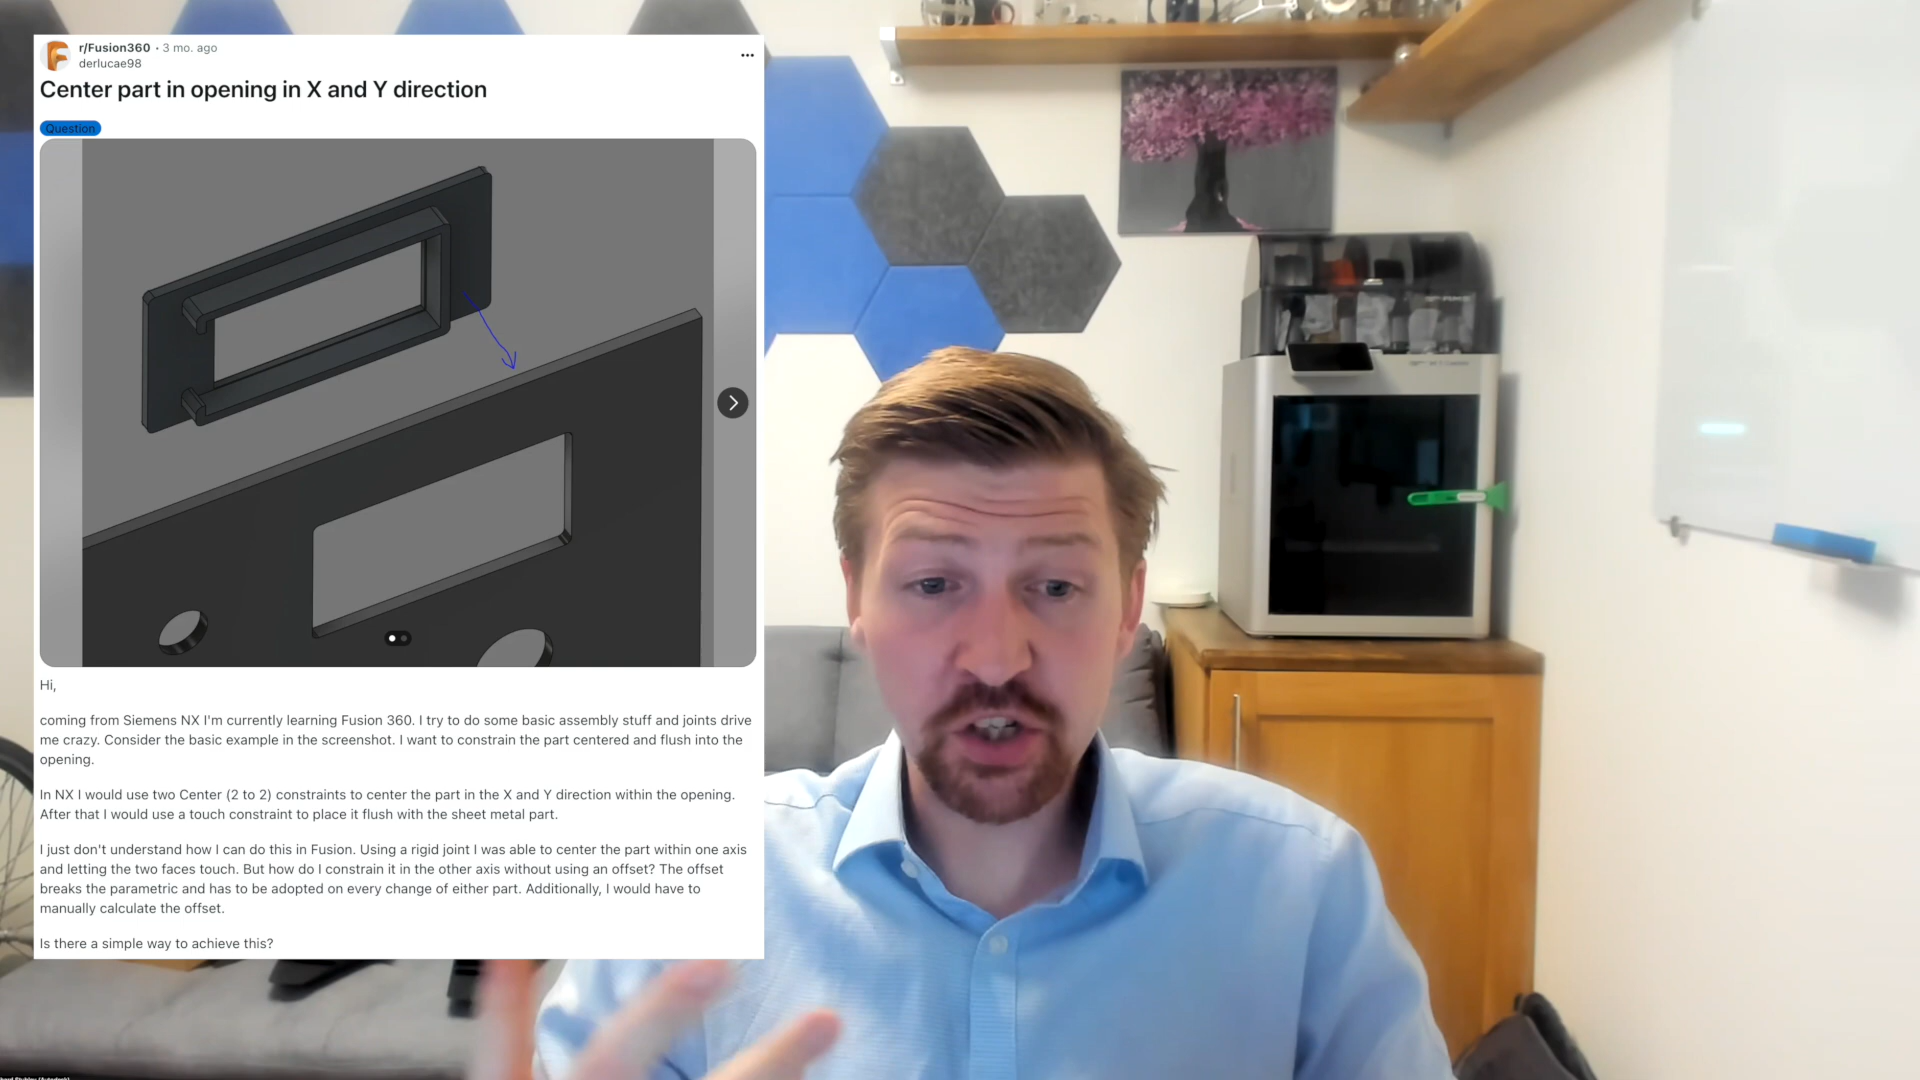 r/Fusion360 • 3 mo. ago
derlucae98
Center part in opening in X and Y direction
Question
Hi,
coming from Siemens NX I'm currently learning Fusion 360. I try to do some basic assembly stuff and joints drive
me crazy. Consider the basic example in the screenshot. I want to constrain the part centered and flush into the
opening.
In NX I would use two Center (2 to 2) constraints to center the part in the X and Y direction within the opening.
After that I would use a touch constraint to place it flush with the sheet metal part.
I just don't understand how I can do this in Fusion. Using a rigid joint I was able to center the part within one axis
and letting the two faces touch. But how do I constrain it in the other axis without using an offset? The offset
breaks the parametric and has to be adopted on every change of either part. Additionally, I would have to
manually calculate the offset.
Is there a simple way to achieve this?